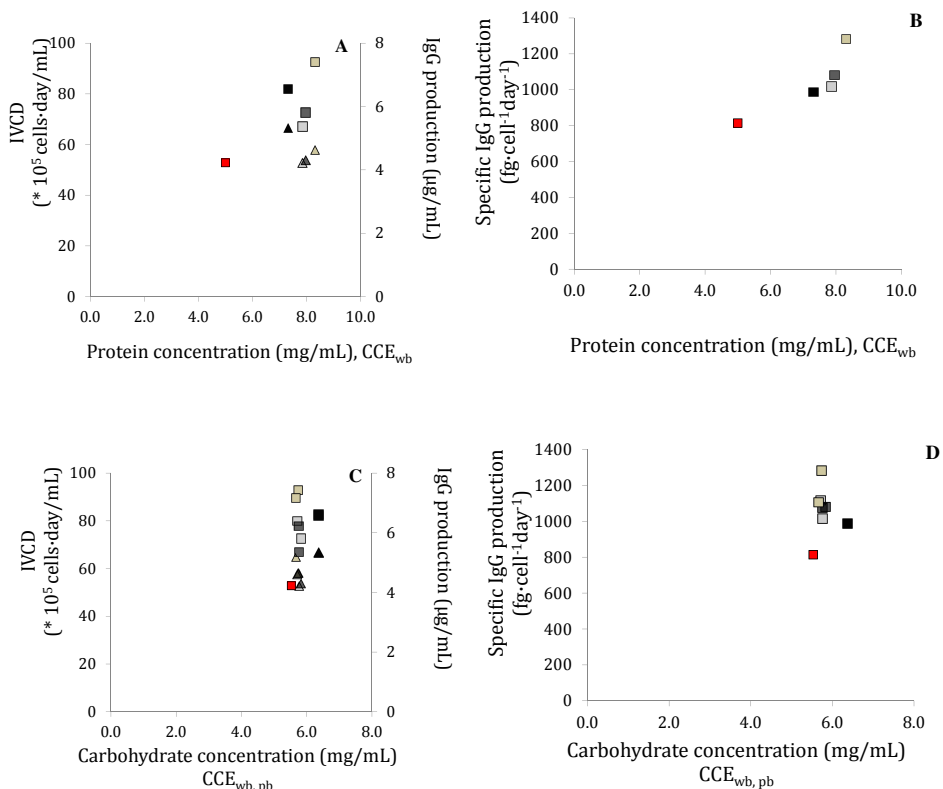 A
IVCD
(* 10⁵ cells·day/mL)
100
80
60
40
20
0
8
6
4
2
0
IgG production (µg/mL)
0.0 2.0 4.0 6.0 8.0 10.0
Protein concentration (mg/mL), CCE_wb
B
Specific IgG production
(fg·cell⁻¹day⁻¹)
1400
1200
1000
800
600
400
200
0
0.0 2.0 4.0 6.0 8.0 10.0
Protein concentration (mg/mL), CCE_wb
C
IVCD
(* 10⁵ cells·day/mL)
100
80
60
40
20
0
8
6
4
2
0
IgG production (µg/mL)
0.0 2.0 4.0 6.0 8.0
Carbohydrate concentration (mg/mL)
CCE_wb, pb
D
Specific IgG production
(fg·cell⁻¹day⁻¹)
1400
1200
1000
800
600
400
200
0
0.0 2.0 4.0 6.0 8.0
Carbohydrate concentration (mg/mL)
CCE_wb, pb